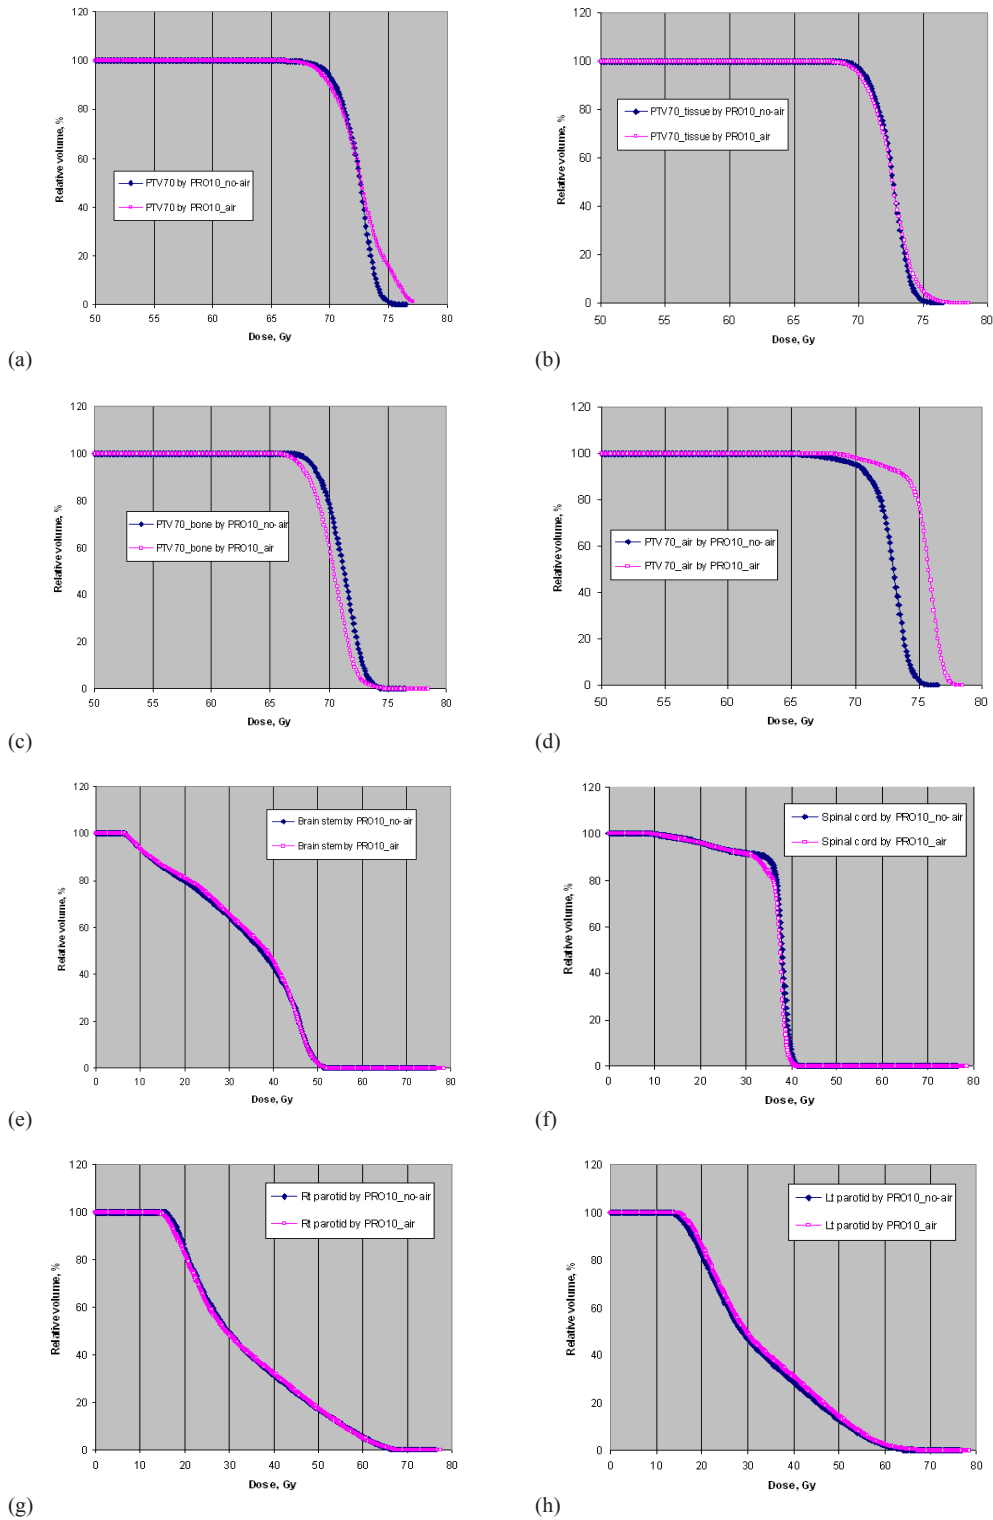 120
100
80
60
40
20
0
Relative volume, %
PTV70 by PRO10_no-air
PTV70 by PRO10_air
50 55 60 65 70 75 80
Dose, Gy
(a)
120
100
80
60
40
20
0
Relative volume, %
PTV70_tissue by PRO10_no-air
PTV70_tissue by PRO10_air
50 55 60 65 70 75 80
Dose, Gy
(b)
120
100
80
60
40
20
0
Relative volume, %
PTV70_bone by PRO10_no-air
PTV70_bone by PRO10_air
50 55 60 65 70 75 80
Dose, Gy
(c)
120
100
80
60
40
20
0
Relative volume, %
PTV70_air by PRO10_no-air
PTV70_air by PRO10_air
50 55 60 65 70 75 80
Dose, Gy
(d)
120
100
80
60
40
20
0
Relative volume, %
Brain stem by PRO10_no-air
Brain stem by PRO10_air
0 10 20 30 40 50 60 70 80
Dose, Gy
(e)
120
100
80
60
40
20
0
Relative volume, %
Spinal cord by PRO10_no-air
Spinal cord by PRO10_air
0 10 20 30 40 50 60 70 80
Dose, Gy
(f)
120
100
80
60
40
20
0
Relative volume, %
Rt parotid by PRO10_no-air
Rt parotid by PRO10_air
0 10 20 30 40 50 60 70 80
Dose, Gy
(g)
120
100
80
60
40
20
0
Relative volume, %
Lt parotid by PRO10_no-air
Lt parotid by PRO10_air
0 10 20 30 40 50 60 70 80
Dose, Gy
(h)